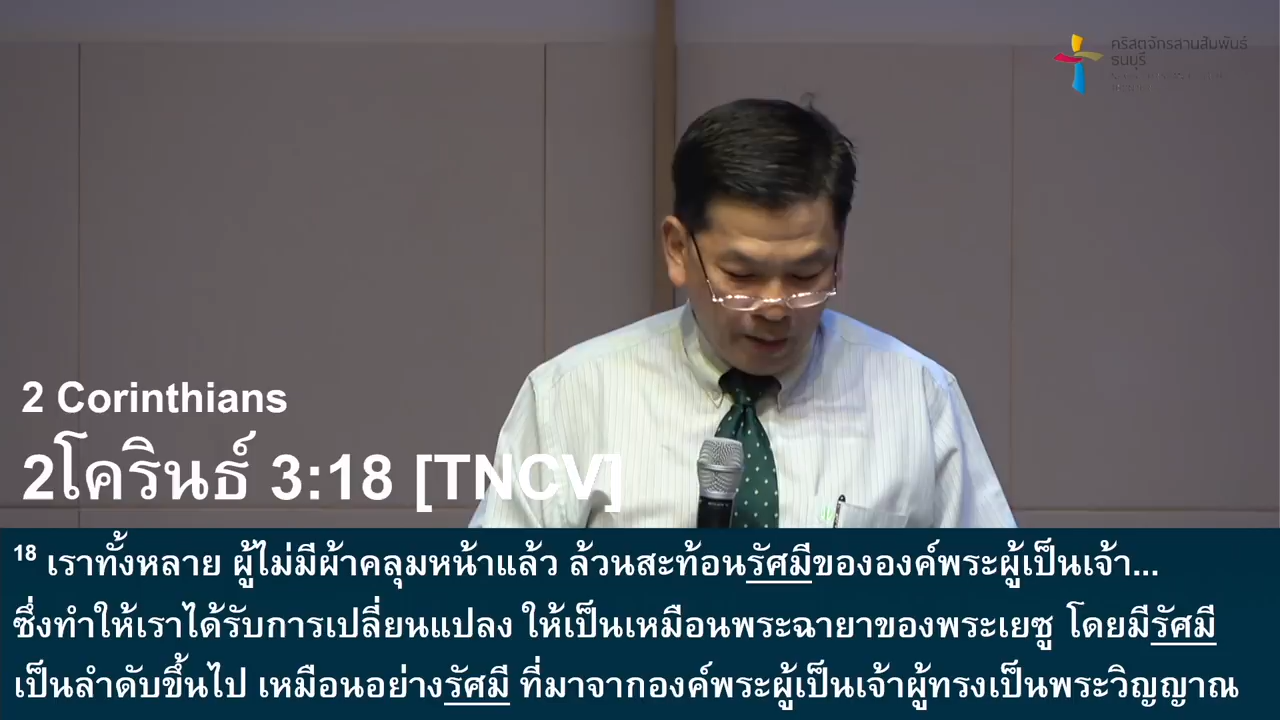 คริสตจักรสานสัมพันธ์
ธนบุรี
2 Corinthians
2โครินธ์ 3:18 [TNCV]
18 เราทั้งหลาย ผู้ไม่มีผ้าคลุมหน้าแล้ว ล้วนสะท้อนรัศมีขององค์พระผู้เป็นเจ้า...
ซึ่งทำให้เราได้รับการเปลี่ยนแปลง ให้เป็นเหมือนพระฉายาของพระเยซู โดยมีรัศมี
เป็นลำดับขึ้นไป เหมือนอย่างรัศมี ที่มาจากองค์พระผู้เป็นเจ้าผู้ทรงเป็นพระวิญญาณ